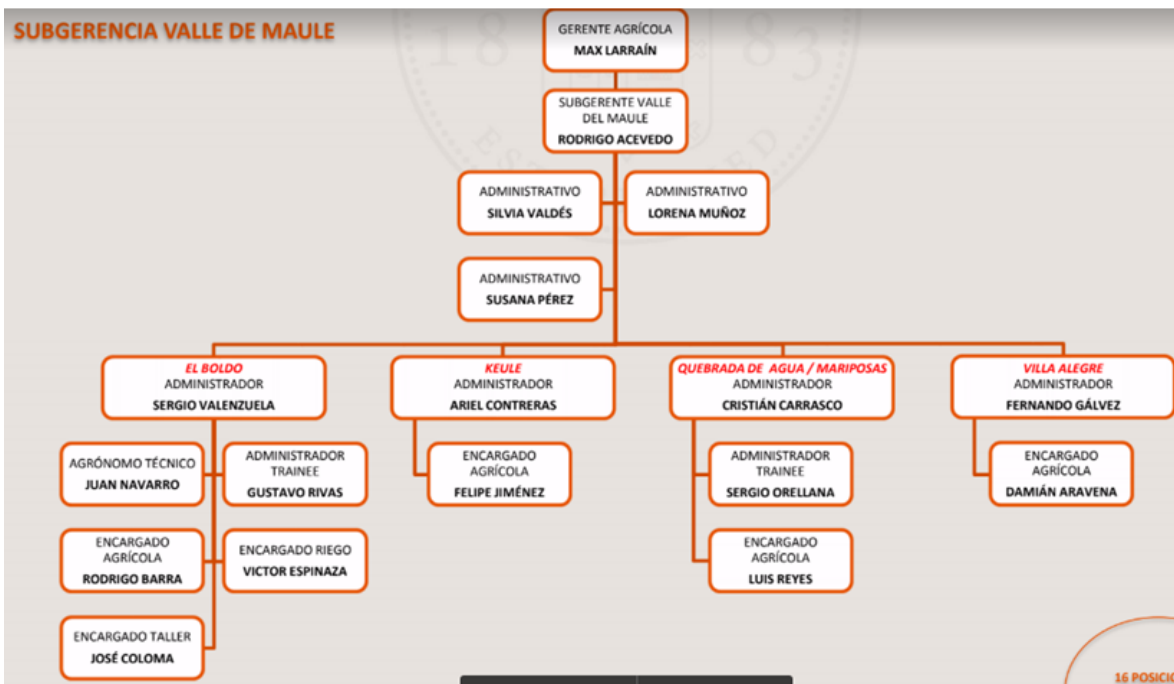 SUBGERENCIA VALLE DE MAULE
GERENTE AGRÍCOLA
MAX LARRAÍN
SUBGERENTE VALLE
DEL MAULE
RODRIGO ACEVEDO
ADMINISTRATIVO
SILVIA VALDÉS
ADMINISTRATIVO
LORENA MUÑOZ
ADMINISTRATIVO
SUSANA PÉREZ
EL BOLDO
ADMINISTRADOR
SERGIO VALENZUELA
KEULE
ADMINISTRADOR
ARIEL CONTRERAS
QUEBRADA DE AGUA / MARIPOSAS
ADMINISTRADOR
CRISTIÁN CARRASCO
VILLA ALEGRE
ADMINISTRADOR
FERNANDO GÁLVEZ
AGRÓNOMO TÉCNICO
JUAN NAVARRO
ADMINISTRADOR
TRAINEE
GUSTAVO RIVAS
ENCARGADO
AGRÍCOLA
FELIPE JIMÉNEZ
ADMINISTRADOR
TRAINEE
SERGIO ORELLANA
ENCARGADO
AGRÍCOLA
DAMIÁN ARAVENA
ENCARGADO
AGRÍCOLA
RODRIGO BARRA
ENCARGADO RIEGO
VICTOR ESPINAZA
ENCARGADO
AGRÍCOLA
LUIS REYES
ENCARGADO TALLER
JOSÉ COLOMA
16
18 83